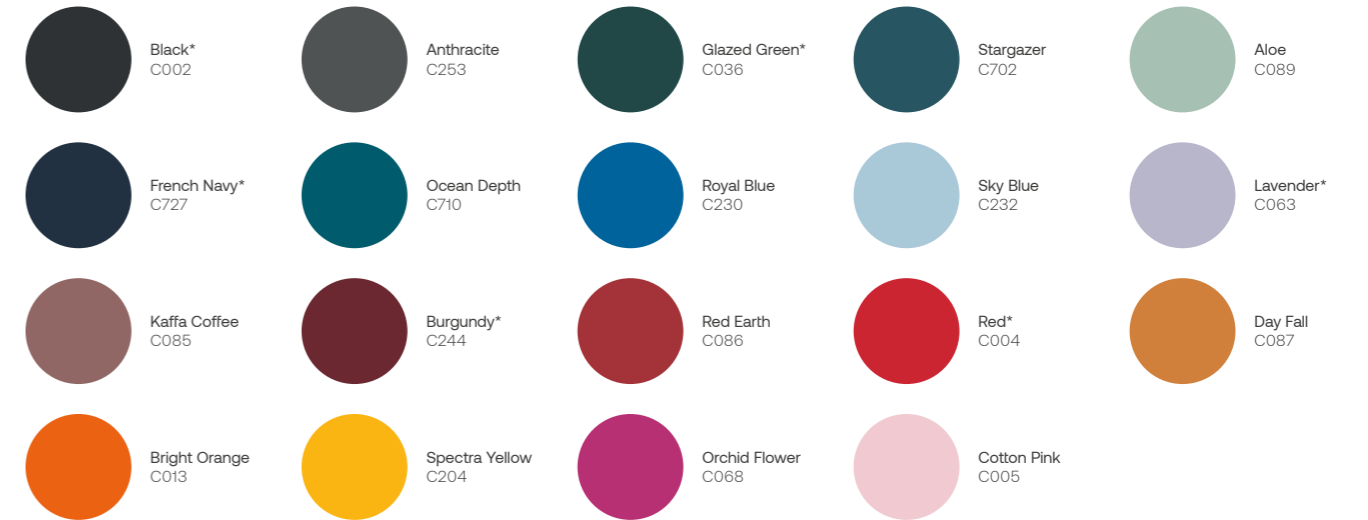 Black*
C002
Anthracite
C253
Glazed Green*
C036
Stargazer
C702
Aloe
C089
French Navy*
C727
Ocean Depth
C710
Royal Blue
C230
Sky Blue
C232
Lavender*
C063
Kaffa Coffee
C085
Burgundy*
C244
Red Earth
C086
Red*
C004
Day Fall
C087
Bright Orange
C013
Spectra Yellow
C204
Orchid Flower
C068
Cotton Pink
C005